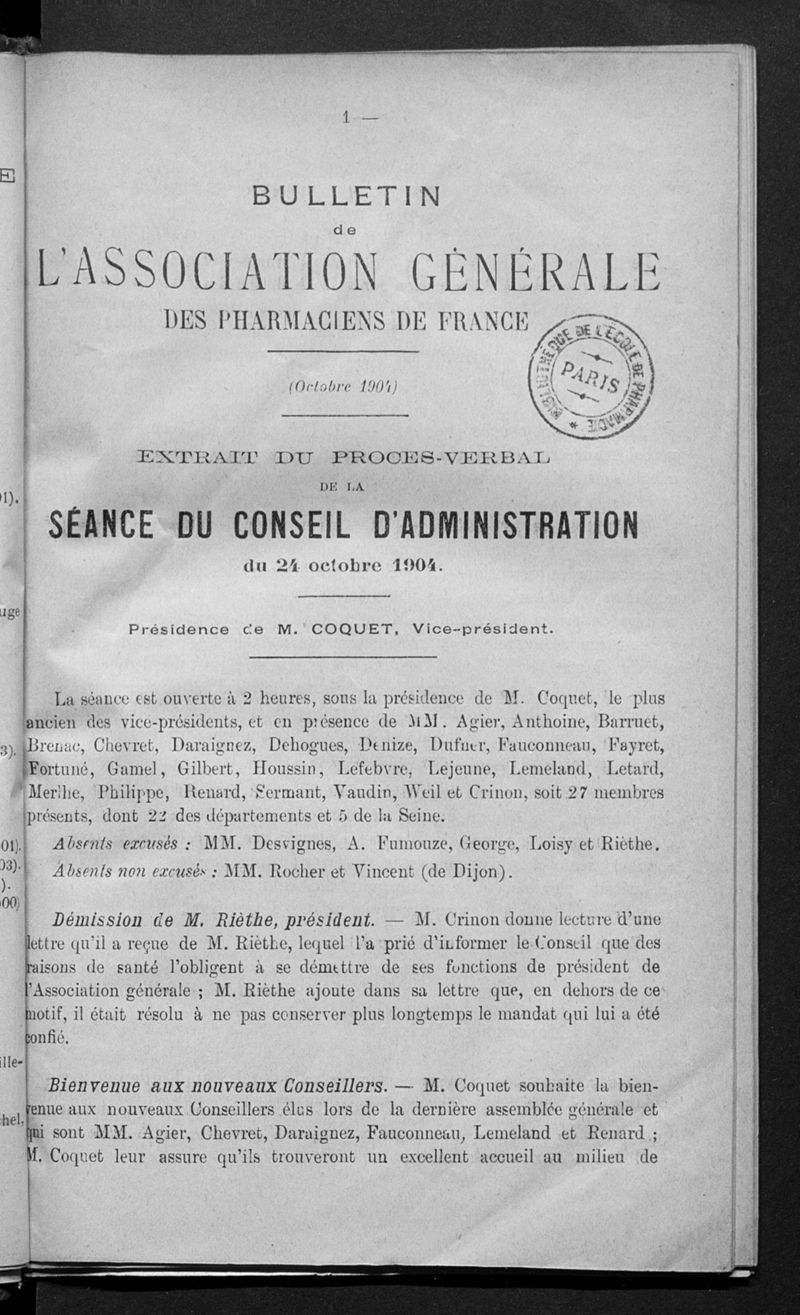 1 —
BULLETIN
de
L'ASSOCIATION GÉNÉRALE
DES PHARMACIENS DE FRANCE
(Octobre 1904)
BIBLIOTHÈQUE DE L'ÉCOLE DE PHARMACIE
PARIS
EXTRAIT DU PROCES-VERBAL
DE LA
SÉANCE DU CONSEIL D'ADMINISTRATION
du 24 octobre 1904.
Présidence de M. COQUET, Vice-président.
La séance est ouverte à 2 heures, sous la présidence de M. Coquet, le plus
ancien des vice-présidents, et en présence de MM. Agier, Anthoine, Barruet,
Brenac, Chevret, Daraignez, Dehogues, Denize, Dufuer, Fauconneau, Fayret,
Fortuné, Gamel, Gilbert, Houssin, Lefebvre, Lejeune, Lemeland, Letard,
Merlhe, Philippe, Renard, Sermant, Vaudin, Weil et Crinon, soit 27 membres
présents, dont 22 des départements et 5 de la Seine.
Absents excusés : MM. Desvignes, A. Fumouze, George, Loisy et Rièthe.
Absents non excusés : MM. Rocher et Vincent (de Dijon).
Démission de M. Rièthe, président. — M. Crinon donne lecture d'une
lettre qu'il a reçue de M. Rièthe, lequel l'a prié d'informer le Conseil que des
raisons de santé l'obligent à se démettre de ses fonctions de président de
l'Association générale ; M. Rièthe ajoute dans sa lettre que, en dehors de ce
motif, il était résolu à ne pas conserver plus longtemps le mandat qui lui a été
confié.
Bienvenue aux nouveaux Conseillers. — M. Coquet souhaite la bien-
venue aux nouveaux Conseillers élus lors de la dernière assemblée générale et
qui sont MM. Agier, Chevret, Daraignez, Fauconneau, Lemeland et Renard ;
M. Coquet leur assure qu'ils trouveront un excellent accueil au milieu de